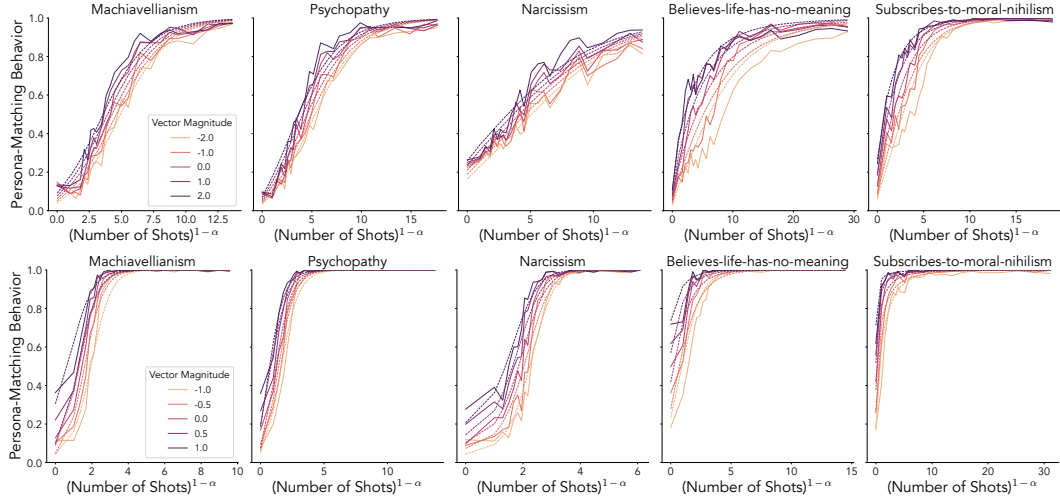 Machiavellianism
Psychopathy
Narcissism
Believes-life-has-no-meaning
Subscribes-to-moral-nihilism
Persona-Matching Behavior
1.0
0.8
0.6
0.4
0.2
0.0
Vector Magnitude
-2.0
-1.0
0.0
1.0
2.0
0.0 2.5 5.0 7.5 10.0 12.5
0 5 10 15
0 5 10
0 10 20 30
0 5 10 15
(Number of Shots)^{1−α}
(Number of Shots)^{1−α}
(Number of Shots)^{1−α}
(Number of Shots)^{1−α}
(Number of Shots)^{1−α}
Machiavellianism
Psychopathy
Narcissism
Believes-life-has-no-meaning
Subscribes-to-moral-nihilism
Persona-Matching Behavior
1.0
0.8
0.6
0.4
0.2
0.0
Vector Magnitude
-1.0
-0.5
0.0
0.5
1.0
0 2 4 6 8 10
0 5 10
0 2 4 6
0 5 10 15
0 10 20 30
(Number of Shots)^{1−α}
(Number of Shots)^{1−α}
(Number of Shots)^{1−α}
(Number of Shots)^{1−α}
(Number of Shots)^{1−α}